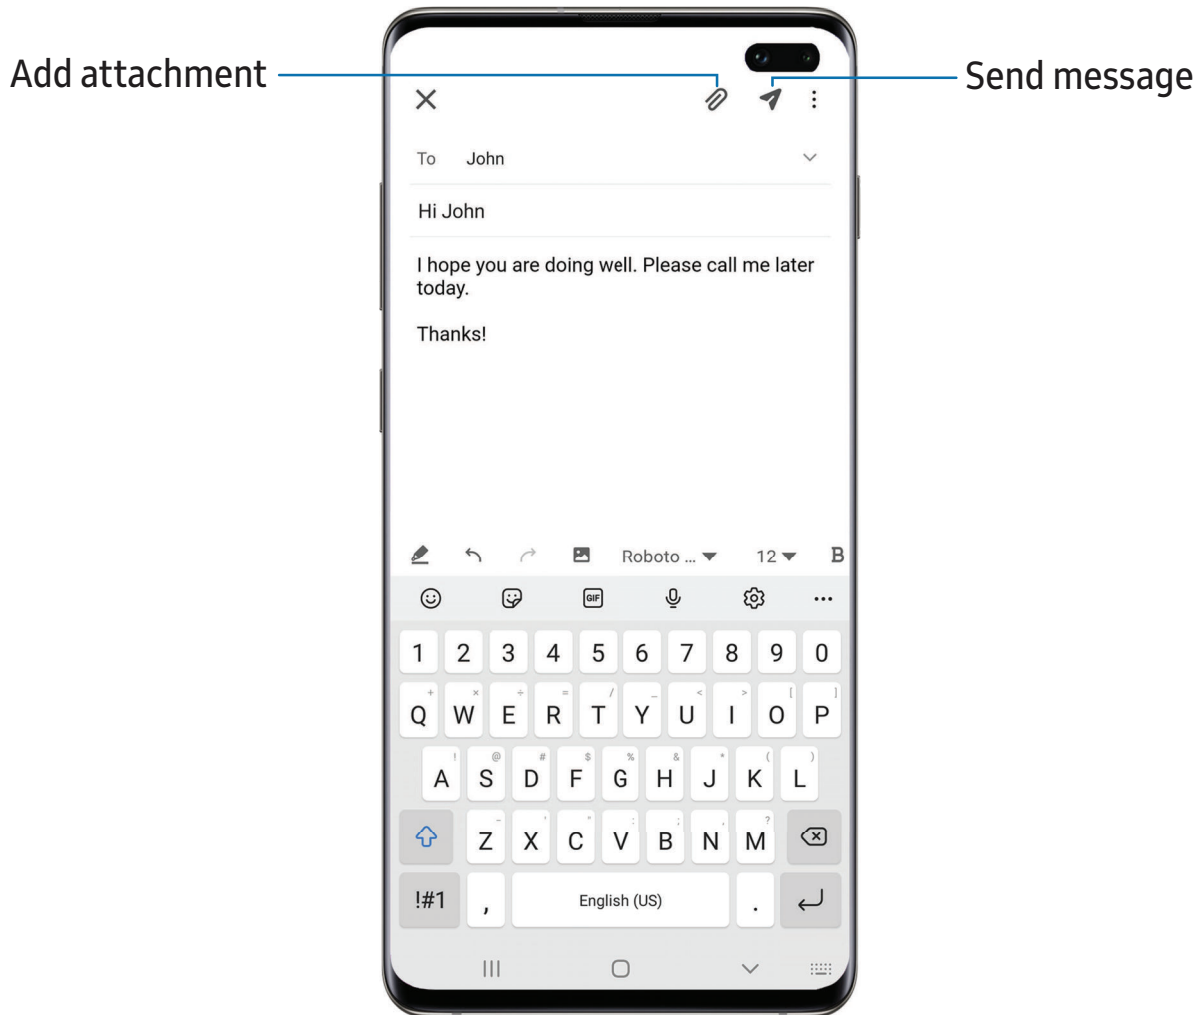 Add attachment
Send message
To John
Hi John
I hope you are doing well. Please call me later
today.
Thanks!
Roboto ... 12 B
GIF
1 2 3 4 5 6 7 8 9 0
+ × ÷ = / _ < > [ ]
Q W E R T Y U I O P
! @ # $ % & * ( )
A S D F G H J K L
- ' " : ; , ?
Z X C V B N M
!#1 , English (US) .